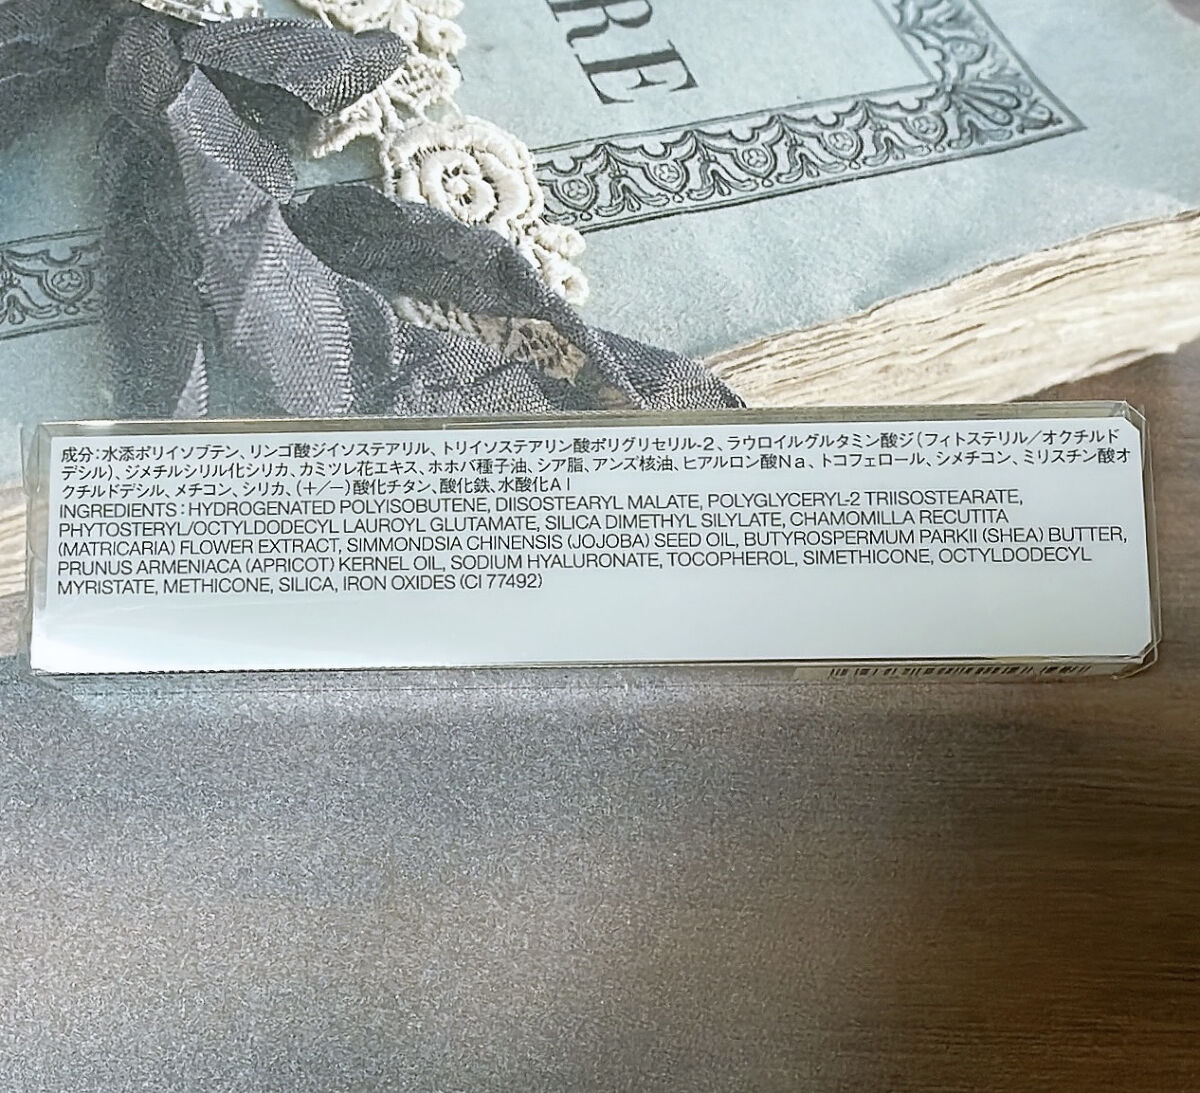 RE
成分:水添ポリイソブテン、リンゴ酸ジイソステアリル、トリイソステアリン酸ポリグリセリル-2、ラウロイルグルタミン酸ジ(フィトステリル/オクチルド
デシル)、ジメチルシリル化シリカ、カミツレ花エキス、ホホバ種子油、シア脂、アンズ核油、ヒアルロン酸Na、トコフェロール、シメチコン、ミリスチン酸オ
クチルドデシル、メチコン、シリカ、(+/-)酸化チタン、酸化鉄、水酸化Al
INGREDIENTS : HYDROGENATED POLYISOBUTENE, DIISOSTEARYL MALATE, POLYGLYCERYL-2 TRIISOSTEARATE,
PHYTOSTERYL/OCTYLDODECYL LAUROYL GLUTAMATE, SILICA DIMETHYL SILYLATE, CHAMOMILLA RECUTITA
(MATRICARIA) FLOWER EXTRACT, SIMMONDSIA CHINENSIS (JOJOBA) SEED OIL, BUTYROSPERMUM PARKII (SHEA) BUTTER,
PRUNUS ARMENIACA (APRICOT) KERNEL OIL, SODIUM HYALURONATE, TOCOPHEROL, SIMETHICONE, OCTYLDODECYL
MYRISTATE, METHICONE, SILICA, IRON OXIDES (CI 77492)